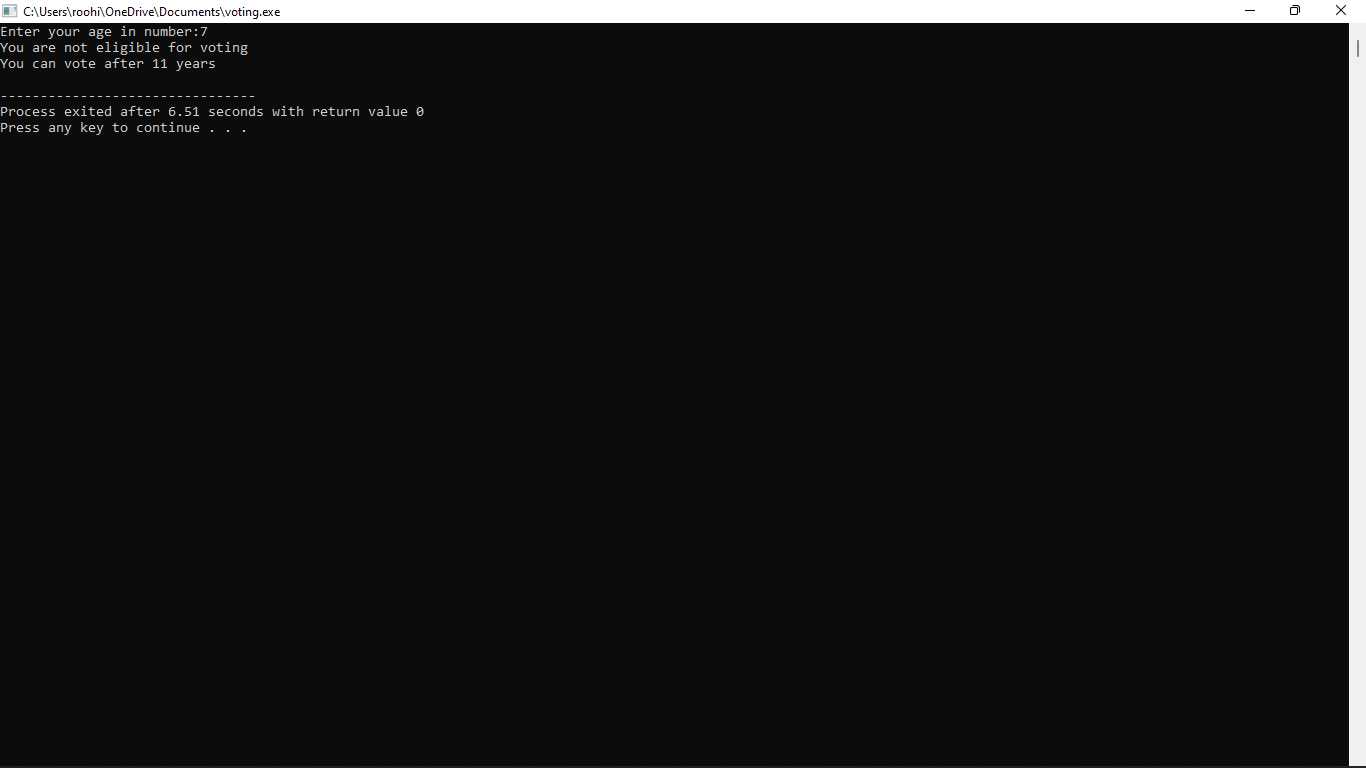 C:\Users\roohi\OneDrive\Documents\voting.exe
Enter your age in number:7
You are not eligible for voting
You can vote after 11 years
--------------------------------
Process exited after 6.51 seconds with return value 0
Press any key to continue . . .